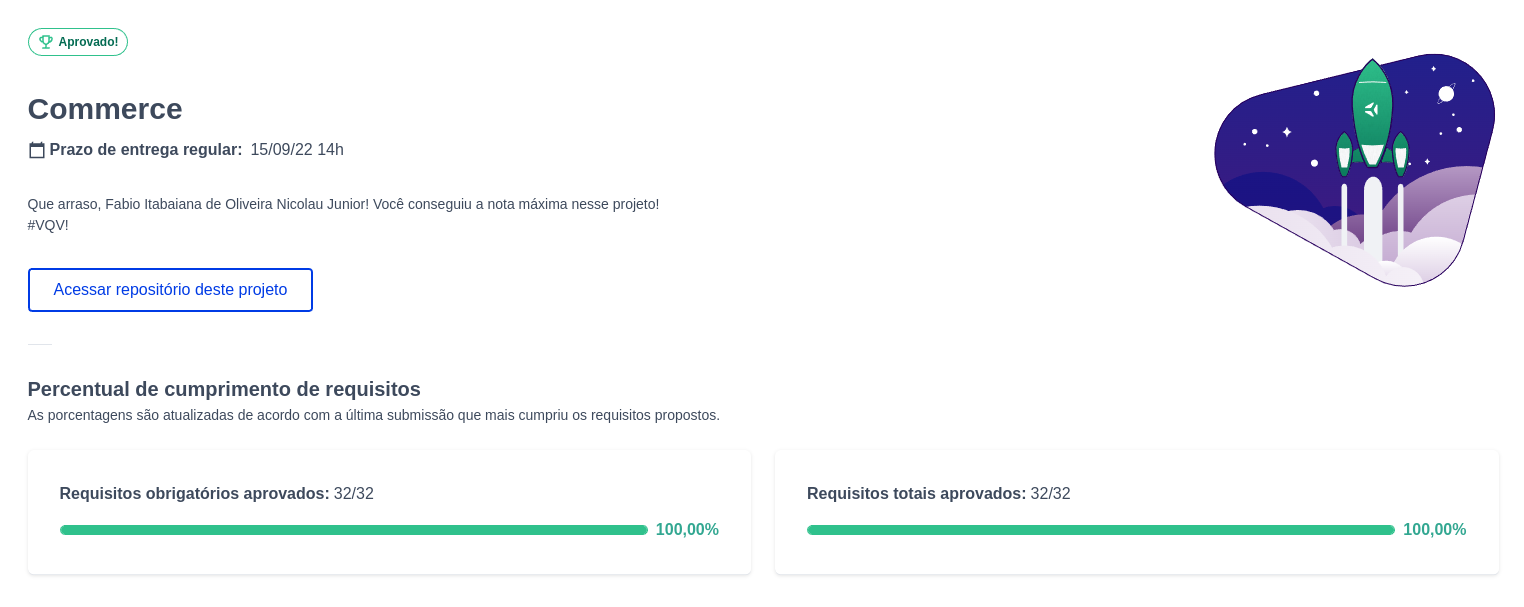 Aprovado!
Commerce
Prazo de entrega regular: 15/09/22 14h
Que arraso, Fabio Itabaiana de Oliveira Nicolau Junior! Você conseguiu a nota máxima nesse projeto!
#VQV!
Acessar repositório deste projeto
Percentual de cumprimento de requisitos
As porcentagens são atualizadas de acordo com a última submissão que mais cumpriu os requisitos propostos.
Requisitos obrigatórios aprovados: 32/32
100,00%
Requisitos totais aprovados: 32/32
100,00%